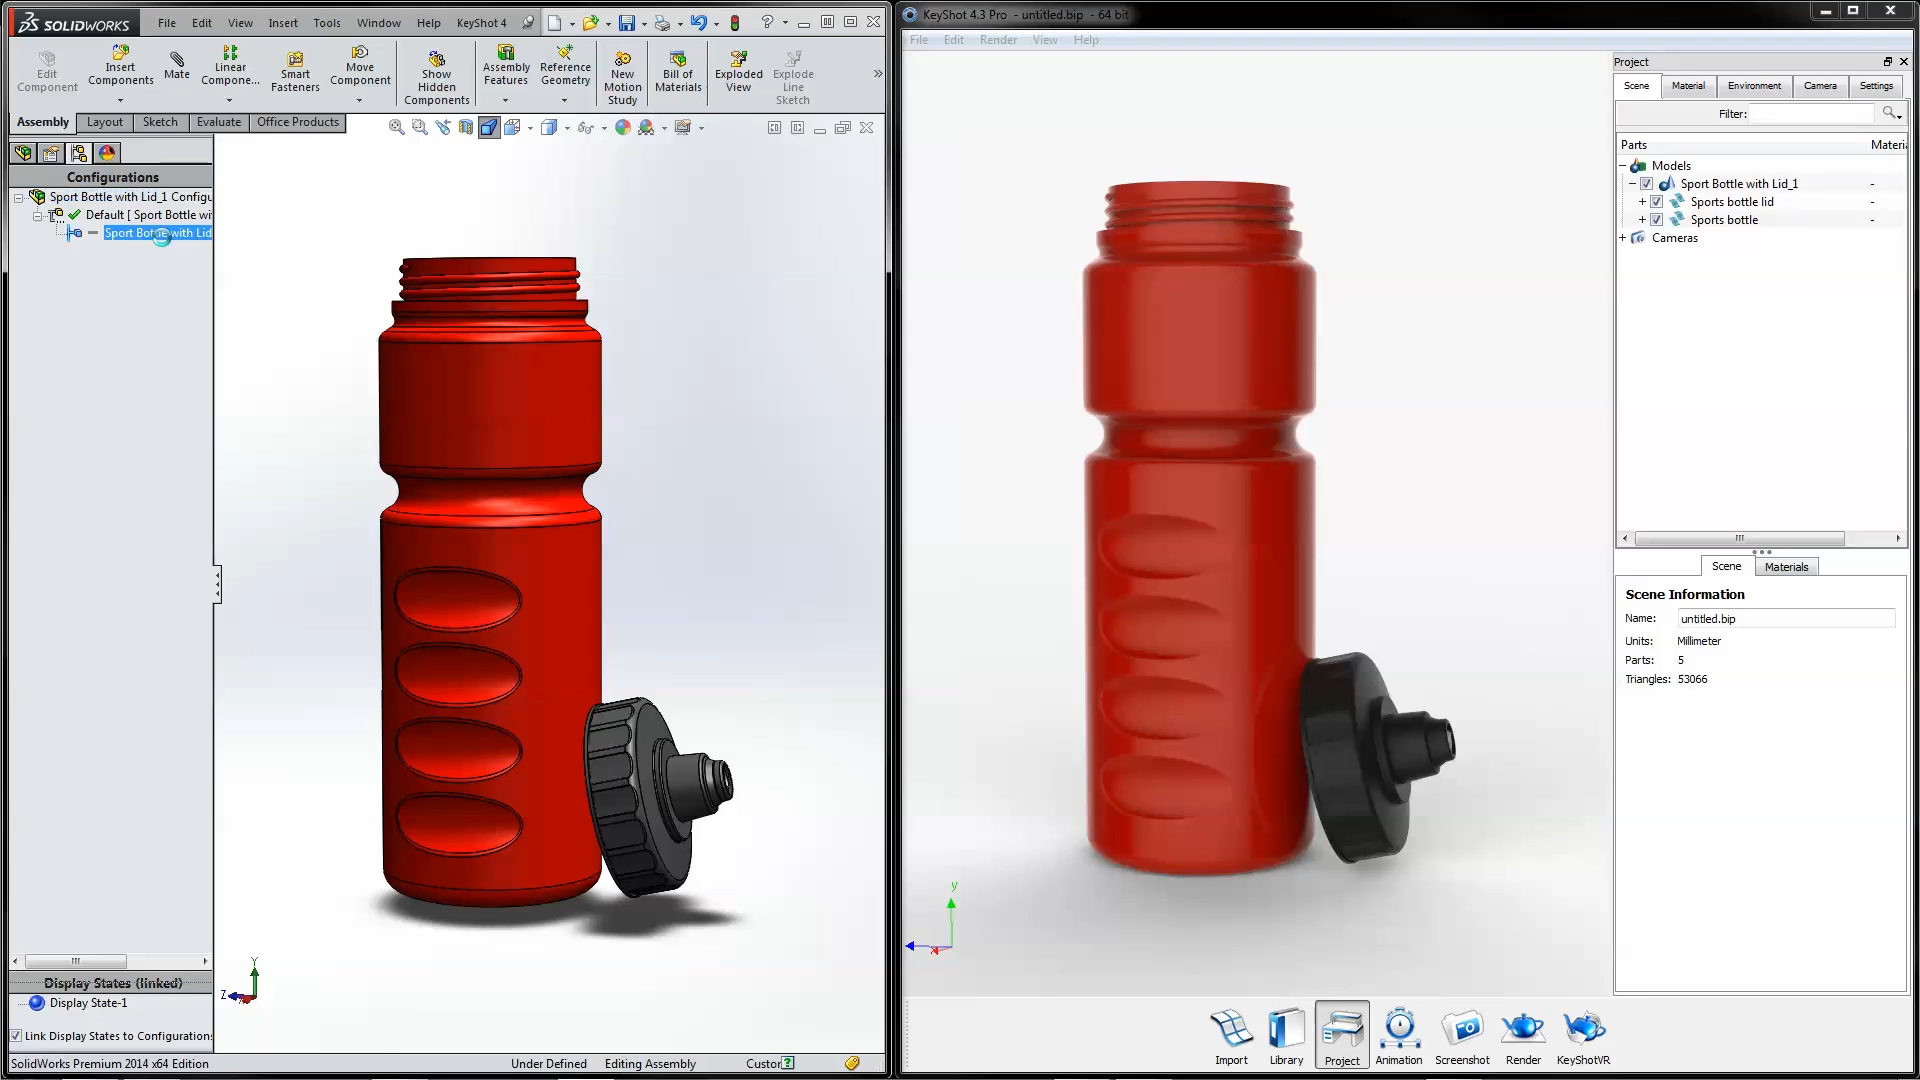 SOLIDWORKS File Edit View Insert Tools Window Help KeyShot 4
Edit Component
Insert Components
Mate
Linear Compone...
Smart Fasteners
Move Component
Show Hidden Components
Assembly Features
Reference Geometry
New Motion Study
Bill of Materials
Exploded View
Explode Line Sketch
Assembly Layout Sketch Evaluate Office Products
Configurations
Sport Bottle with Lid_1 Configu
Default [ Sport Bottle wi
Sport Bottle with Lid
Y
Z
Display States (linked)
Display State-1
Link Display States to Configurations
SolidWorks Premium 2014 x64 Edition Under Defined Editing Assembly Custom
KeyShot 4.3 Pro - untitled.bip - 64 bit
File Edit Render View Help
y
x
Project
Scene Material Environment Camera Settings
Filter:
Parts Materi
Models
Sport Bottle with Lid_1 -
Sports bottle lid -
Sports bottle -
Cameras
Scene Materials
Scene Information
Name: untitled.bip
Units: Millimeter
Parts: 5
Triangles: 53066
Import Library Project Animation Screenshot Render KeyShotVR